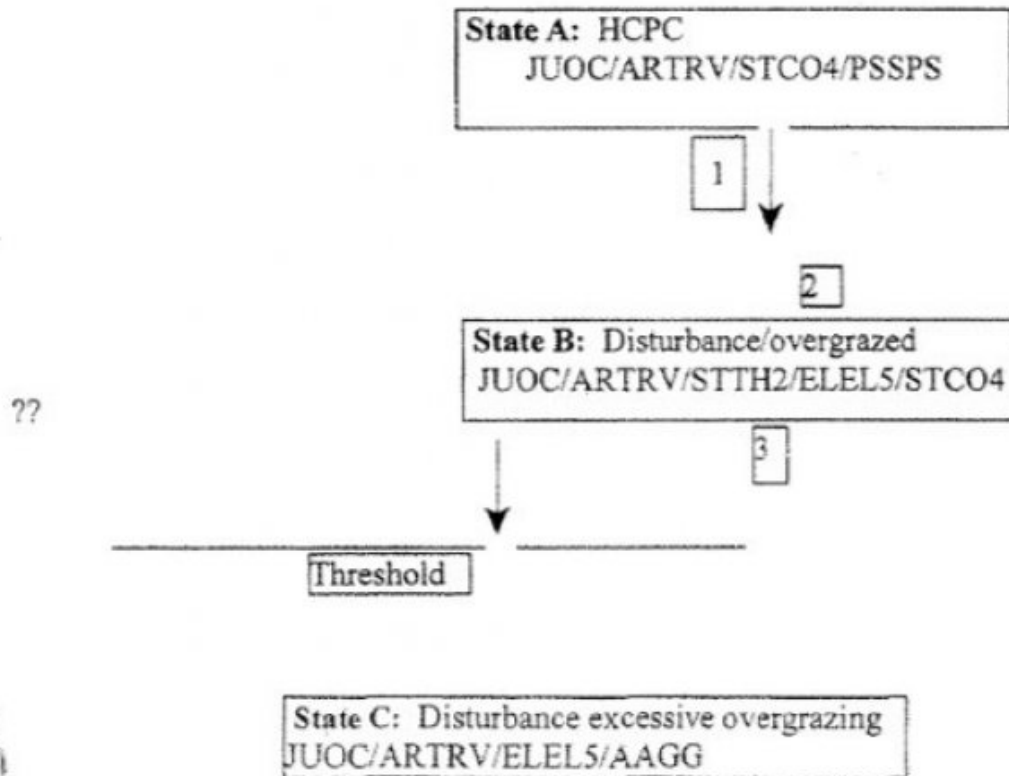 State A: HCPC
JUOC/ARTRV/STCO4/PSSPS
1
2
State B: Disturbance/overgrazed
JUOC/ARTRV/STTH2/ELEL5/STCO4
??
3
Threshold
State C: Disturbance excessive overgrazing
JUOC/ARTRV/ELEL5/AAGG